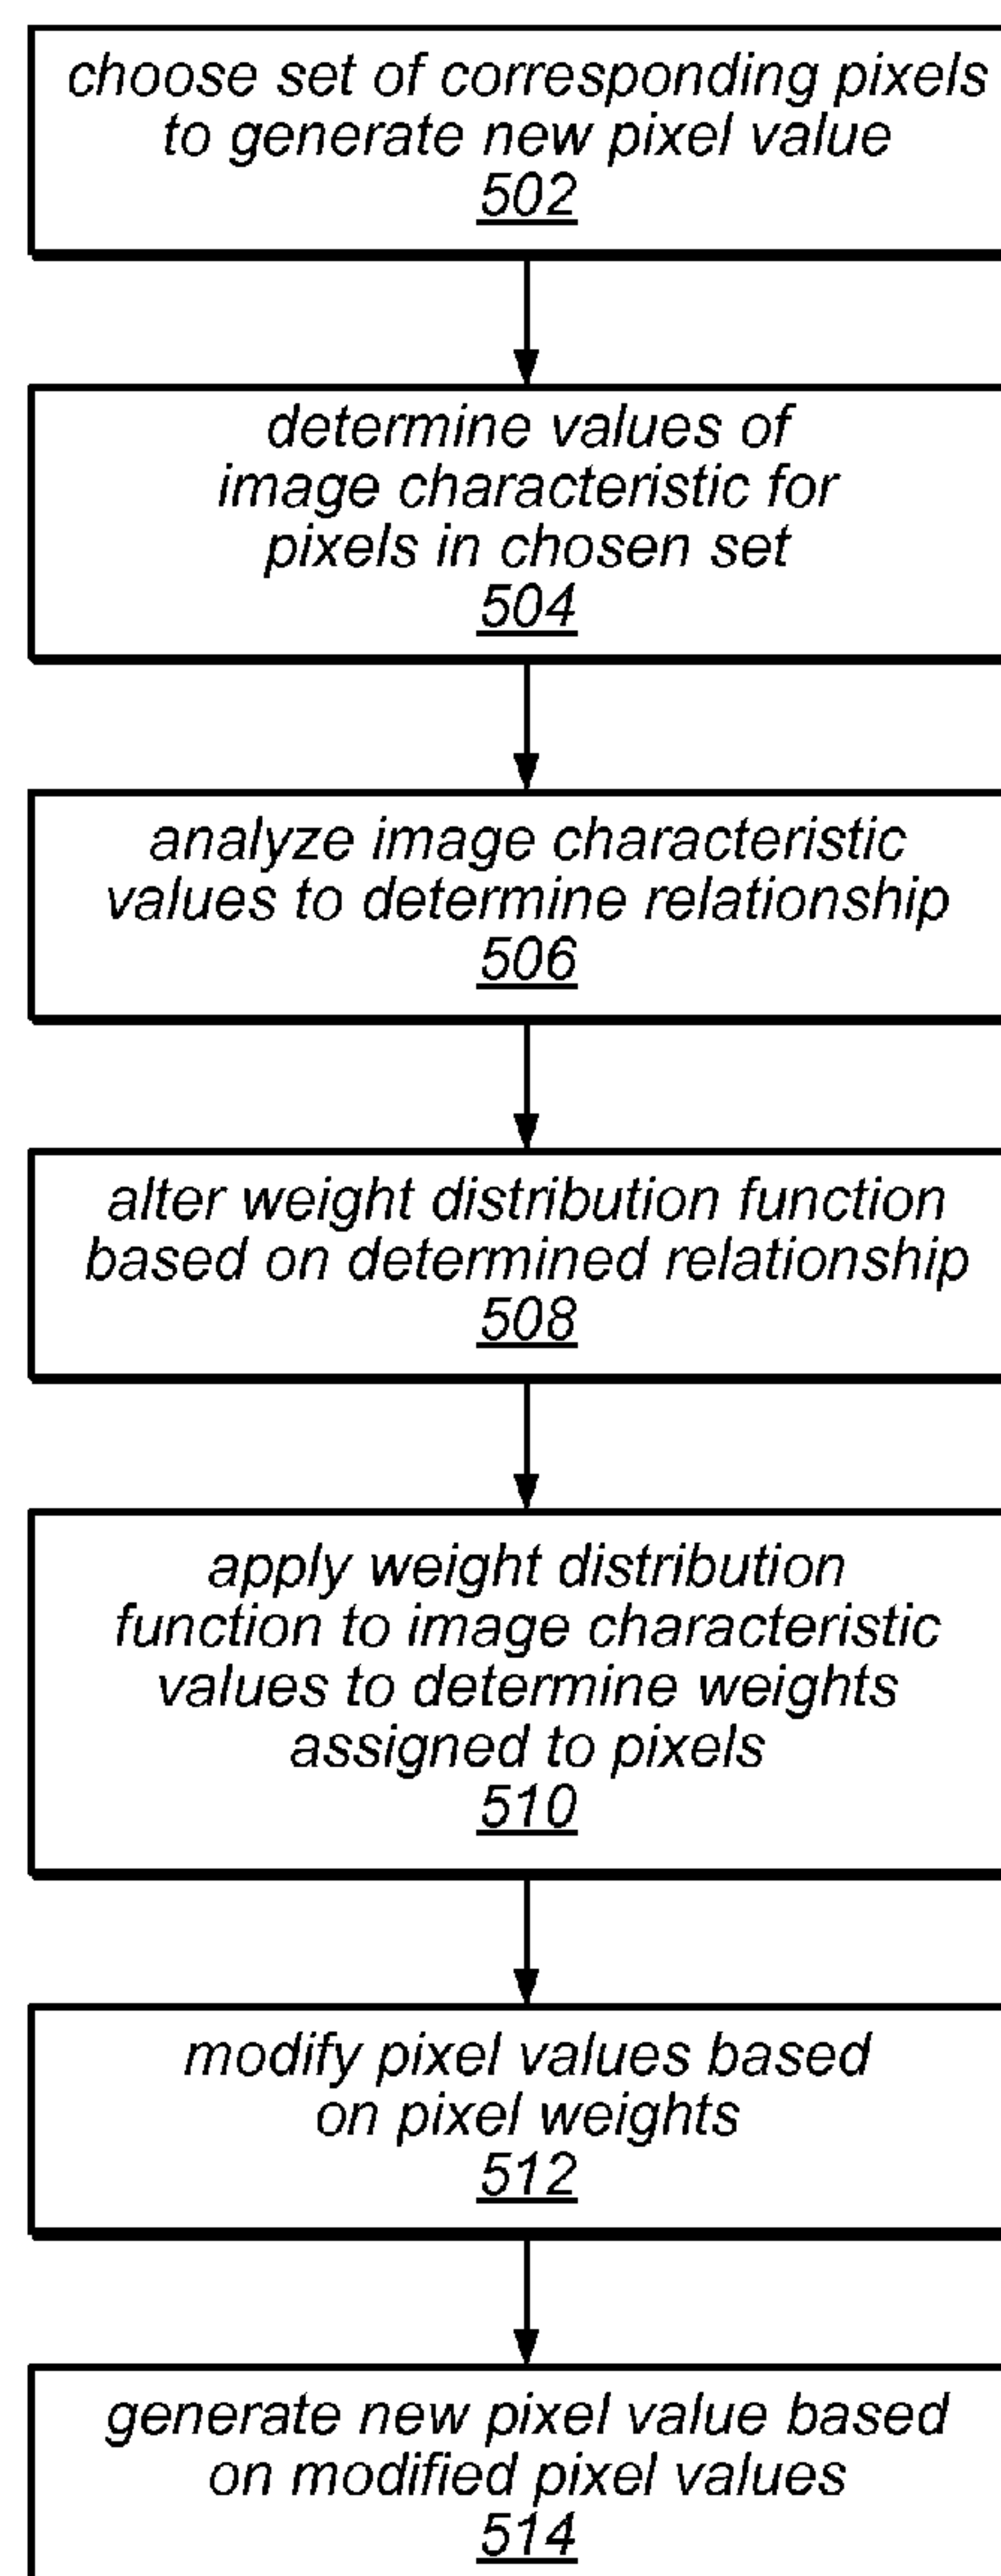 choose set of corresponding pixels
to generate new pixel value
502
determine values of
image characteristic for
pixels in chosen set
504
analyze image characteristic
values to determine relationship
506
alter weight distribution function
based on determined relationship
508
apply weight distribution
function to image characteristic
values to determine weights
assigned to pixels
510
modify pixel values based
on pixel weights
512
generate new pixel value based
on modified pixel values
514